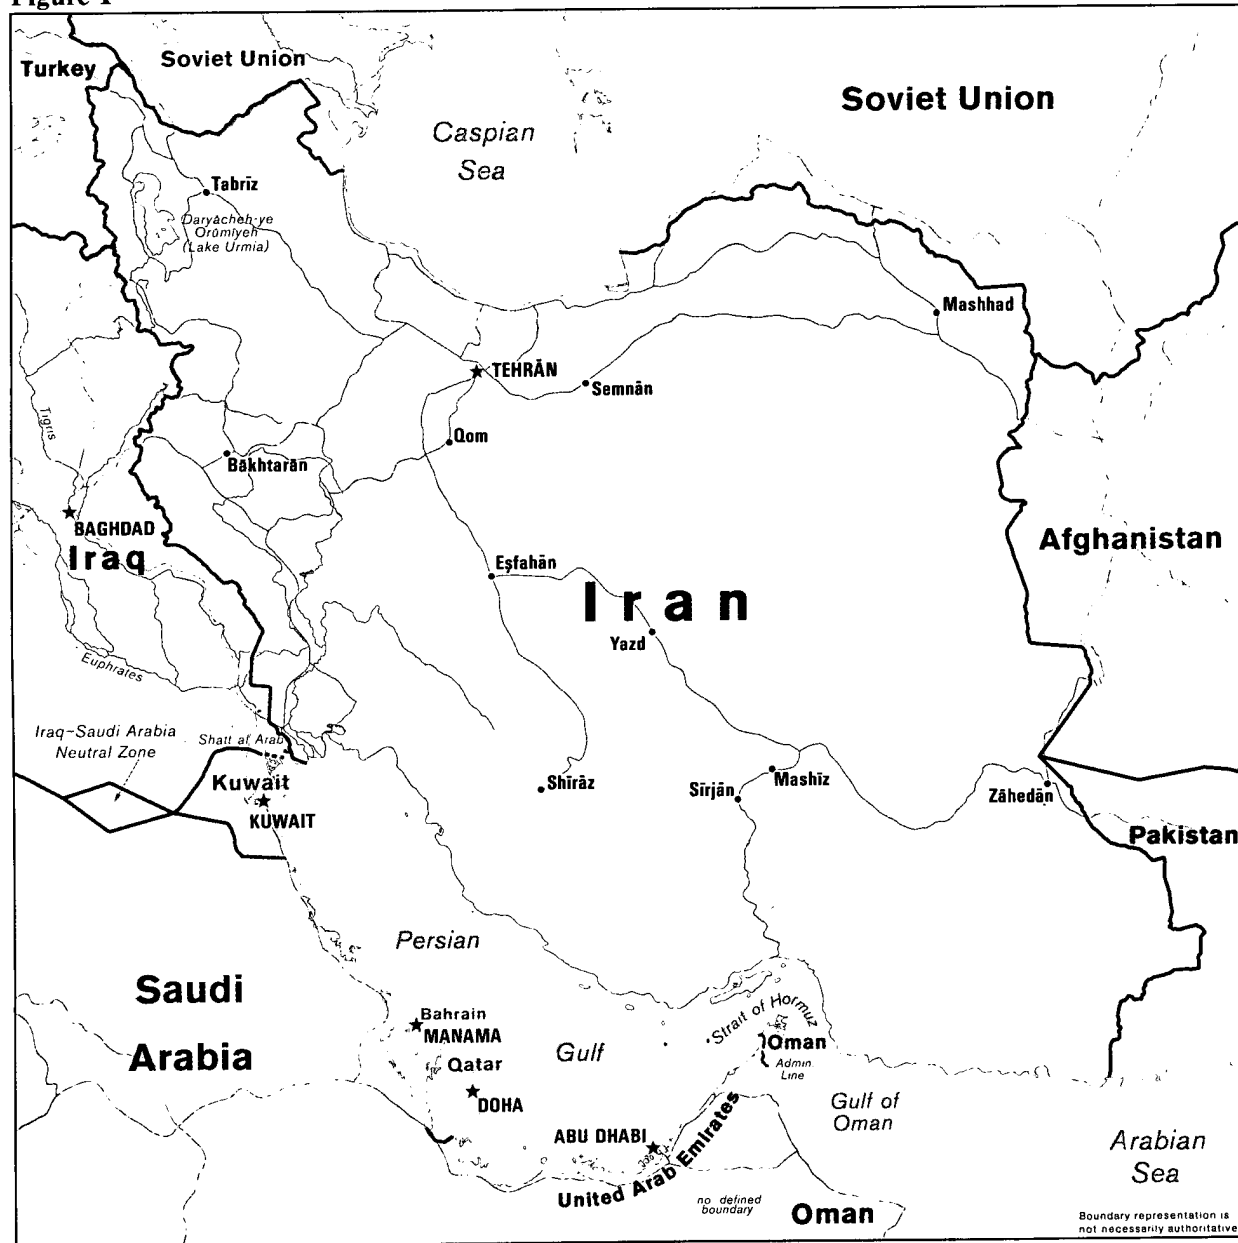 Figure 1
Turkey
Soviet Union
Soviet Union
Caspian
Sea
Tabrīz
Daryācheh-ye
Orūmīyeh
(Lake Urmia)
Mashhad
TEHRĀN
Semnān
Tigris
Qom
Bākhtarān
BAGHDAD
Iraq
Afghanistan
Eşfahān
Iran
Yazd
Euphrates
Iraq–Saudi Arabia
Neutral Zone
Shatt al Arab
Kuwait
KUWAIT
Shīrāz
Sīrjān
Mashīz
Zāhedān
Pakistan
Persian
Gulf
Saudi
Arabia
Bahrain
MANAMA
Qatar
DOHA
Strait of Hormuz
Oman
Admin
Line
ABU DHABI
United Arab Emirates
Gulf of
Oman
Arabian
Sea
no defined
boundary
Oman
Boundary representation is
not necessarily authoritative